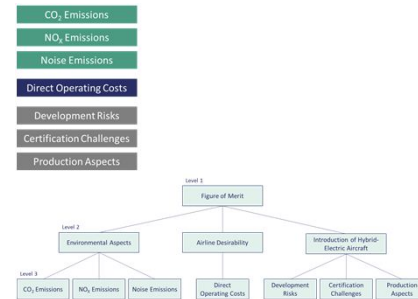 CO₂ Emissions
NOₓ Emissions
Noise Emissions
Direct Operating Costs
Development Risks
Certification Challenges
Production Aspects
Level 1
Figure of Merit
Level 2
Environmental Aspects
Airline Desirability
Introduction of Hybrid-
Electric Aircraft
Level 3
CO₂ Emissions
NOₓ Emissions
Noise Emissions
Direct
Operating Costs
Development
Risks
Certification
Challenges
Production
Aspects